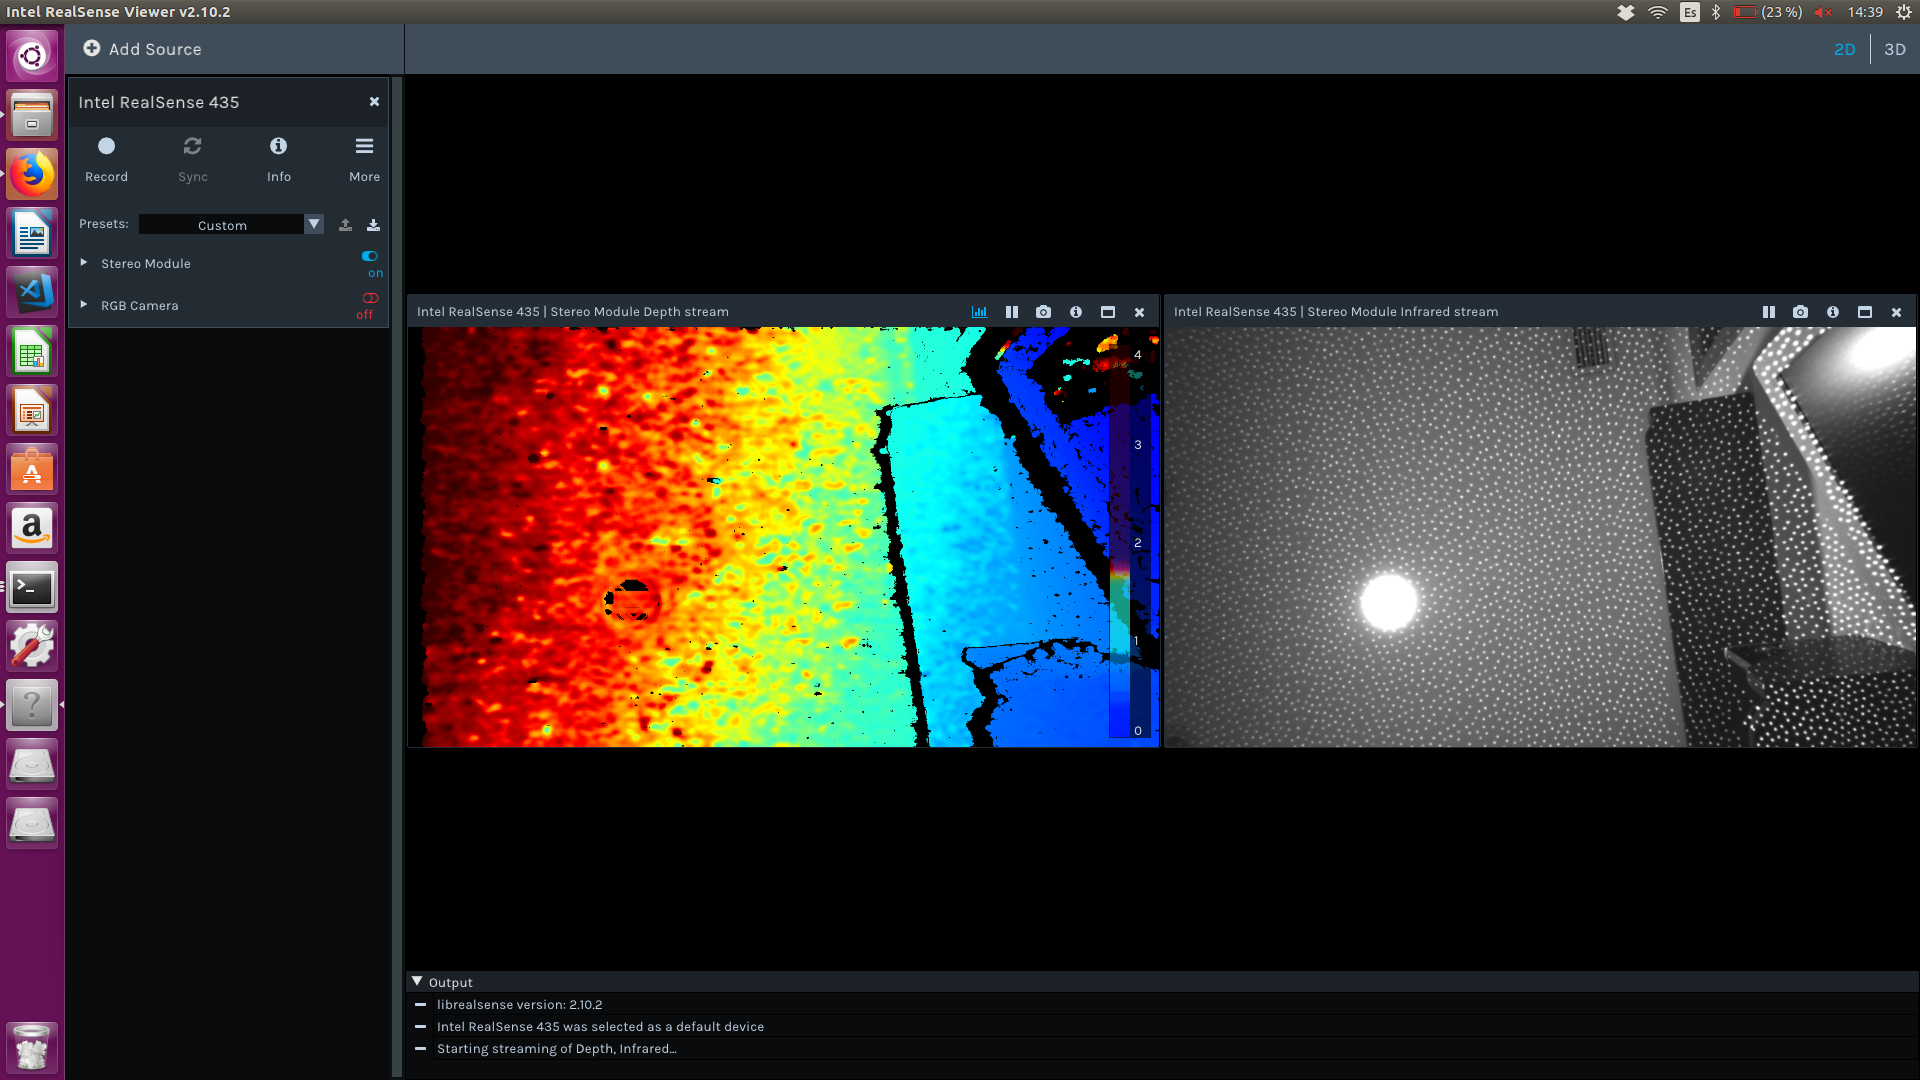 Intel RealSense Viewer v2.10.2
Es
(23 %)
14:39
Add Source
2D
3D
Intel RealSense 435
Record
Sync
Info
More
Presets:
Custom
Stereo Module
on
RGB Camera
off
Intel RealSense 435 | Stereo Module Depth stream
4
3
2
1
0
Intel RealSense 435 | Stereo Module Infrared stream
Output
librealsense version: 2.10.2
Intel RealSense 435 was selected as a default device
Starting streaming of Depth, Infrared...